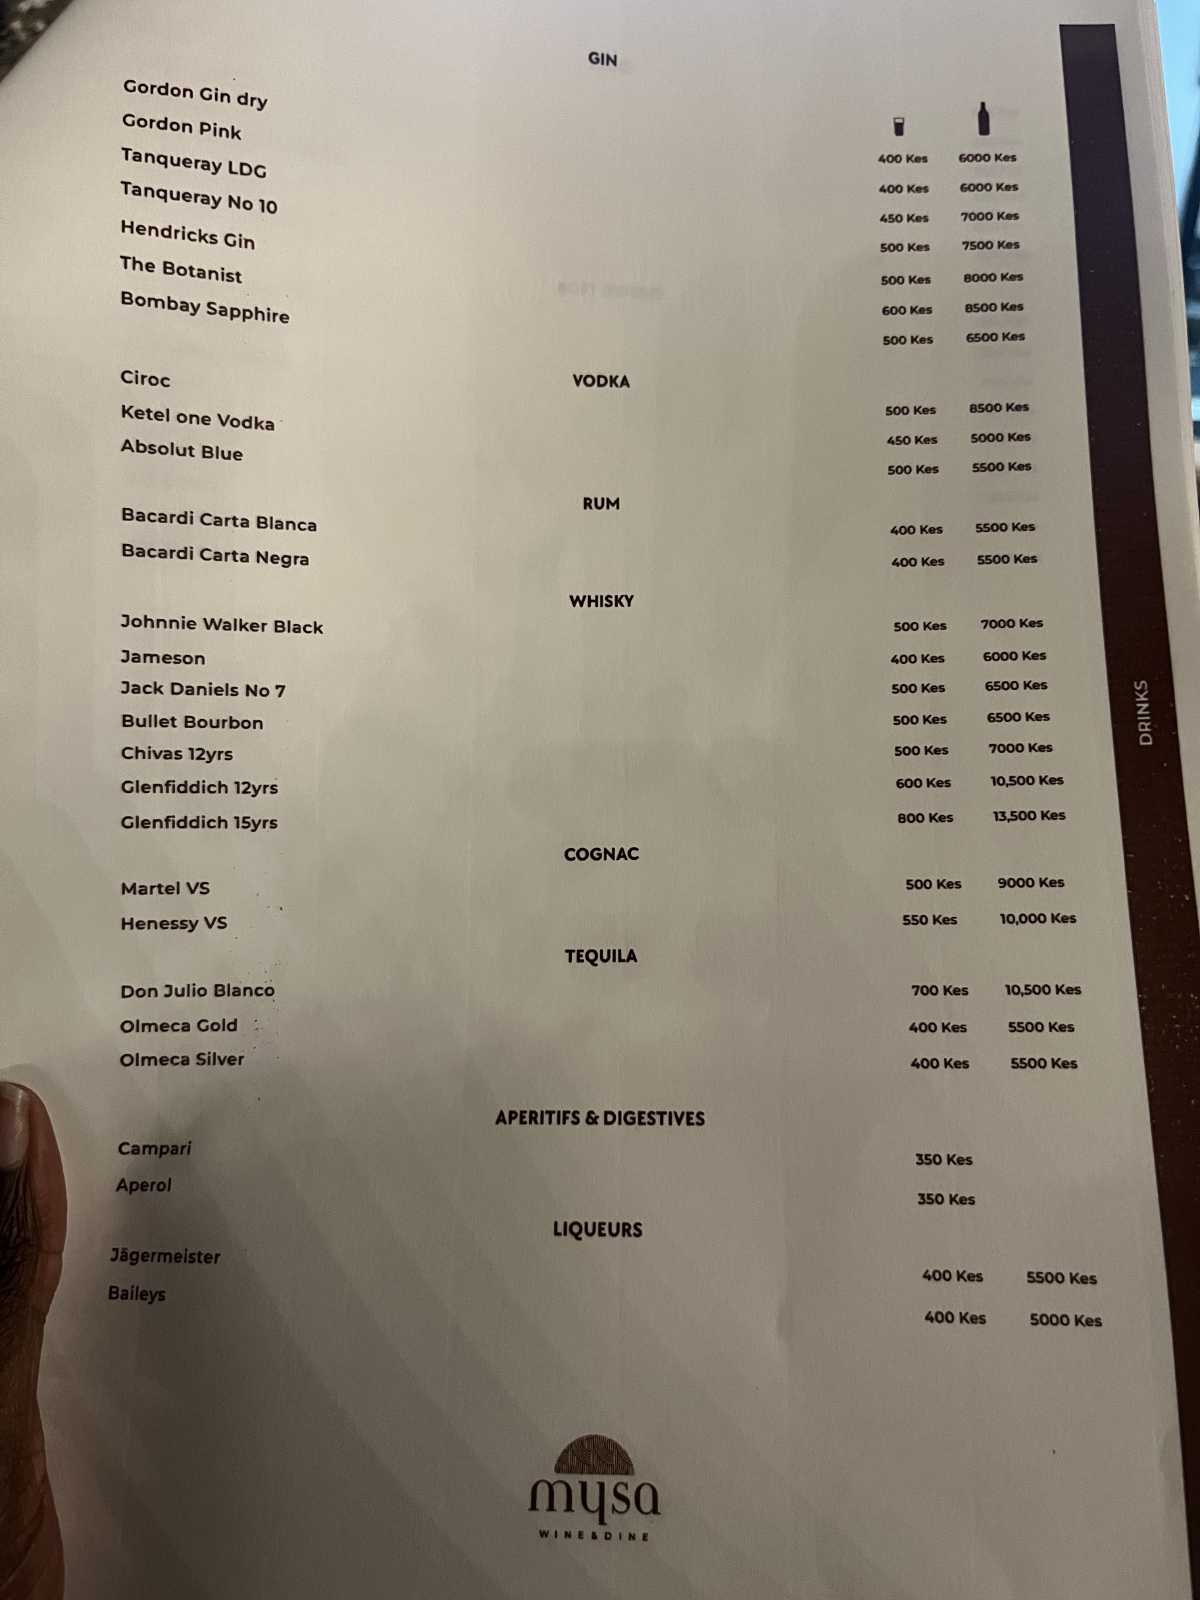 GIN
Gordon Gin dry 400 Kes 6000 Kes
Gordon Pink 400 Kes 6000 Kes
Tanqueray LDG 450 Kes 7000 Kes
Tanqueray No 10 500 Kes 7500 Kes
Hendricks Gin 500 Kes 8000 Kes
The Botanist 600 Kes 8500 Kes
Bombay Sapphire 500 Kes 6500 Kes
VODKA
Ciroc 500 Kes 8500 Kes
Ketel one Vodka 450 Kes 5000 Kes
Absolut Blue 500 Kes 5500 Kes
RUM
Bacardi Carta Blanca 400 Kes 5500 Kes
Bacardi Carta Negra 400 Kes 5500 Kes
WHISKY
Johnnie Walker Black 500 Kes 7000 Kes
Jameson 400 Kes 6000 Kes
Jack Daniels No 7 500 Kes 6500 Kes
Bullet Bourbon 500 Kes 6500 Kes
Chivas 12yrs 500 Kes 7000 Kes
Glenfiddich 12yrs 600 Kes 10,500 Kes
Glenfiddich 15yrs 800 Kes 13,500 Kes
COGNAC
Martel VS 500 Kes 9000 Kes
Henessy VS 550 Kes 10,000 Kes
TEQUILA
Don Julio Blanco 700 Kes 10,500 Kes
Olmeca Gold 400 Kes 5500 Kes
Olmeca Silver 400 Kes 5500 Kes
APERITIFS & DIGESTIVES
Campari 350 Kes
Aperol 350 Kes
LIQUEURS
Jägermeister 400 Kes 5500 Kes
Baileys 400 Kes 5000 Kes
mysa
WINE&DINE
DRINKS